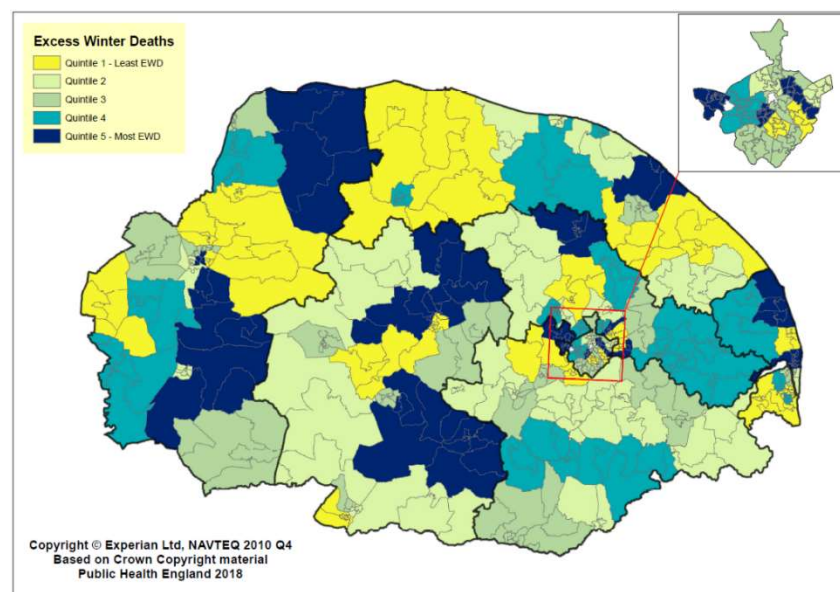 Excess Winter Deaths
Quintile 1 - Least EWD
Quintile 2
Quintile 3
Quintile 4
Quintile 5 - Most EWD
Copyright © Experian Ltd, NAVTEQ 2010 Q4
Based on Crown Copyright material
Public Health England 2018